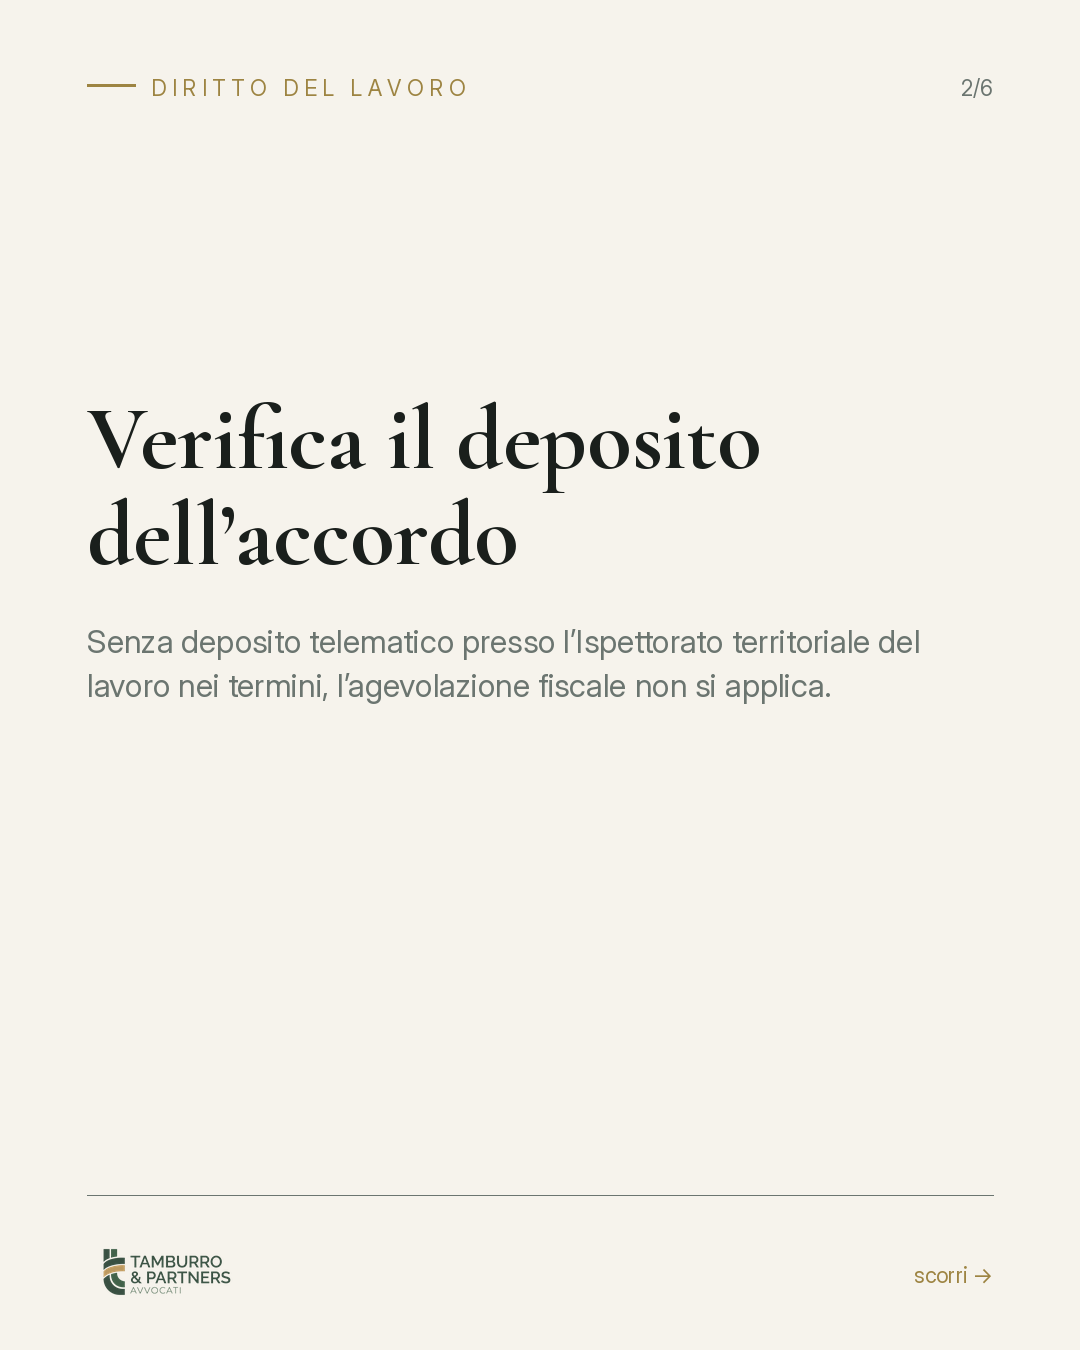 DIRITTO DEL LAVORO
2/6
Verifica il deposito
dell’accordo
Senza deposito telematico presso l’Ispettorato territoriale del
lavoro nei termini, l’agevolazione fiscale non si applica.
TAMBURRO
& PARTNERS
AVVOCATI
scorri →